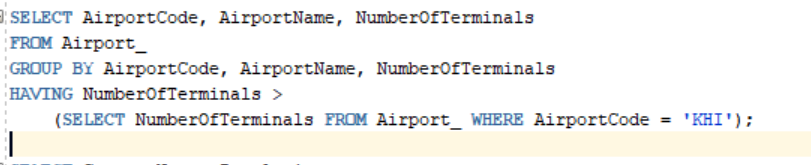 SELECT AirportCode, AirportName, NumberOfTerminals
FROM Airport_
GROUP BY AirportCode, AirportName, NumberOfTerminals
HAVING NumberOfTerminals >
(SELECT NumberOfTerminals FROM Airport_ WHERE AirportCode = 'KHI');